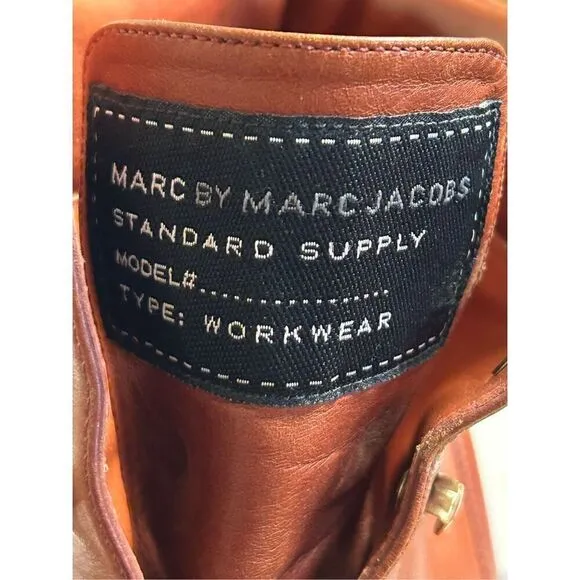 MARC BY MARC JACOBS
STANDARD SUPPLY
MODEL#..................
TYPE: WORKWEAR